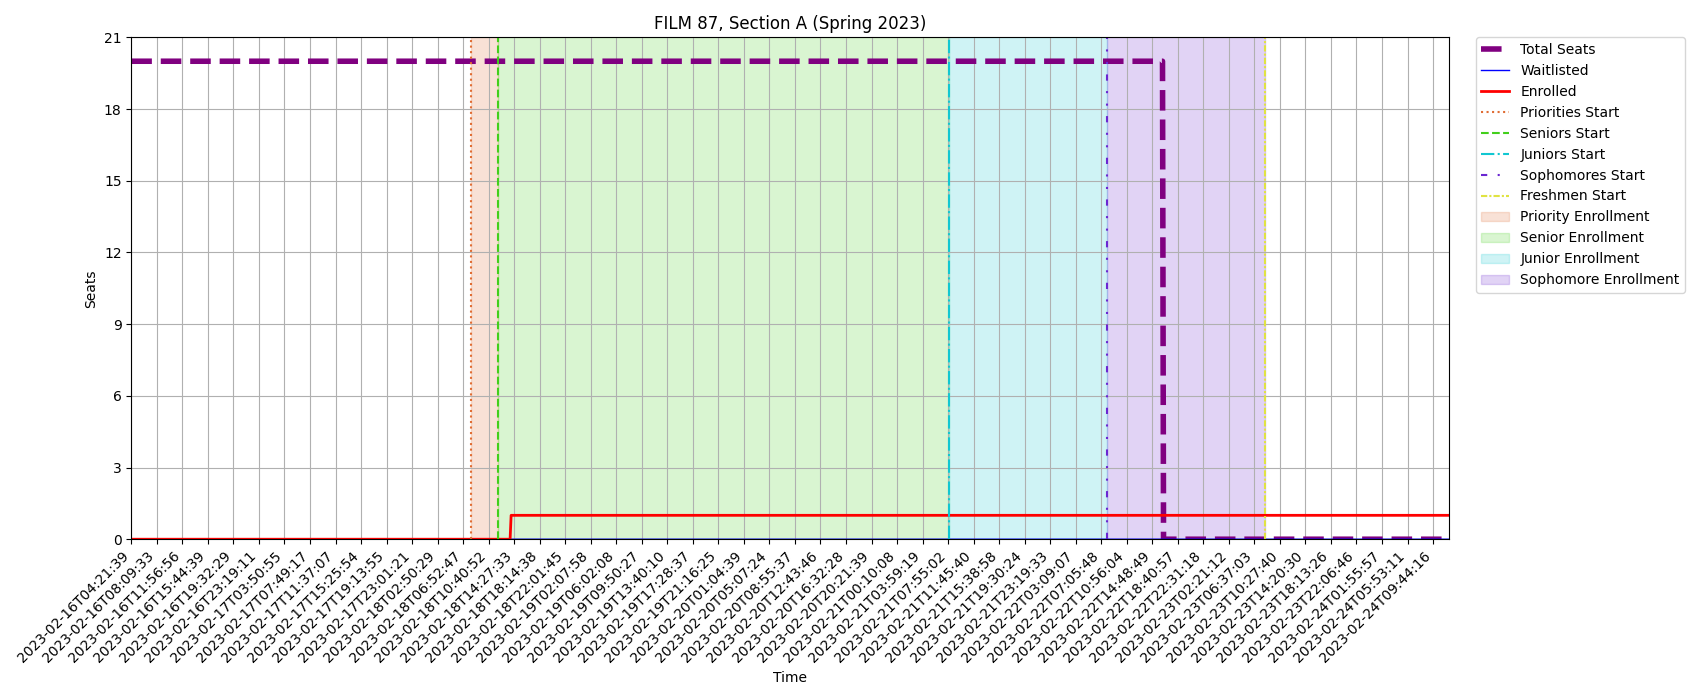 FILM 87, Section A (Spring 2023)
21
18
15
12
9
6
3
0
Seats
2023-02-16T04:21:39
2023-02-16T08:09:33
2023-02-16T11:56:56
2023-02-16T15:44:39
2023-02-16T19:32:29
2023-02-16T23:19:11
2023-02-17T03:50:55
2023-02-17T07:49:17
2023-02-17T11:37:07
2023-02-17T15:25:54
2023-02-17T19:13:55
2023-02-17T23:01:21
2023-02-18T02:50:29
2023-02-18T06:52:47
2023-02-18T10:40:52
2023-02-18T14:27:33
2023-02-18T18:14:38
2023-02-18T22:01:45
2023-02-19T02:07:58
2023-02-19T06:02:08
2023-02-19T09:50:27
2023-02-19T13:40:10
2023-02-19T17:28:37
2023-02-19T21:16:25
2023-02-20T01:04:39
2023-02-20T05:07:24
2023-02-20T08:55:37
2023-02-20T12:43:46
2023-02-20T16:32:28
2023-02-20T20:21:39
2023-02-21T00:10:08
2023-02-21T03:59:19
2023-02-21T07:55:02
2023-02-21T11:45:40
2023-02-21T15:38:58
2023-02-21T19:30:24
2023-02-21T23:19:33
2023-02-22T03:09:07
2023-02-22T07:05:48
2023-02-22T10:56:04
2023-02-22T14:48:49
2023-02-22T18:40:57
2023-02-22T22:31:18
2023-02-23T02:21:12
2023-02-23T06:37:03
2023-02-23T10:27:40
2023-02-23T14:20:30
2023-02-23T18:13:26
2023-02-23T22:06:46
2023-02-24T01:55:57
2023-02-24T05:53:11
2023-02-24T09:44:16
Time
Total Seats
Waitlisted
Enrolled
Priorities Start
Seniors Start
Juniors Start
Sophomores Start
Freshmen Start
Priority Enrollment
Senior Enrollment
Junior Enrollment
Sophomore Enrollment